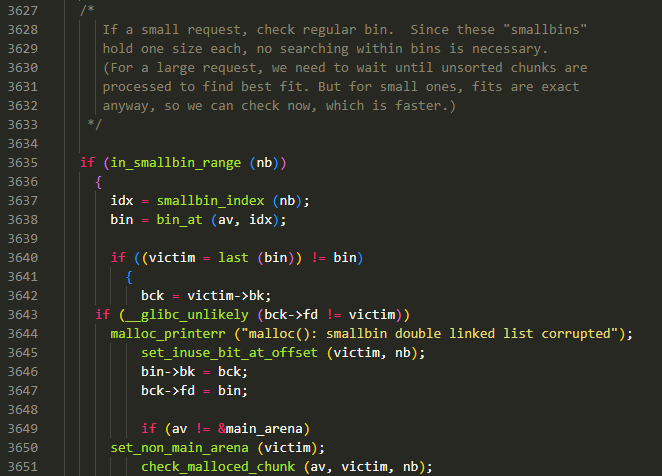 3627 /*
3628 If a small request, check regular bin.  Since these "smallbins"
3629 hold one size each, no searching within bins is necessary.
3630 (For a large request, we need to wait until unsorted chunks are
3631 processed to find best fit. But for small ones, fits are exact
3632 anyway, so we can check now, which is faster.)
3633 */
3634
3635 if (in_smallbin_range (nb))
3636 {
3637 idx = smallbin_index (nb);
3638 bin = bin_at (av, idx);
3639
3640 if ((victim = last (bin)) != bin)
3641 {
3642 bck = victim->bk;
3643 if (__glibc_unlikely (bck->fd != victim))
3644 malloc_printerr ("malloc(): smallbin double linked list corrupted");
3645 set_inuse_bit_at_offset (victim, nb);
3646 bin->bk = bck;
3647 bck->fd = bin;
3648
3649 if (av != &main_arena)
3650 set_non_main_arena (victim);
3651 check_malloced_chunk (av, victim, nb);